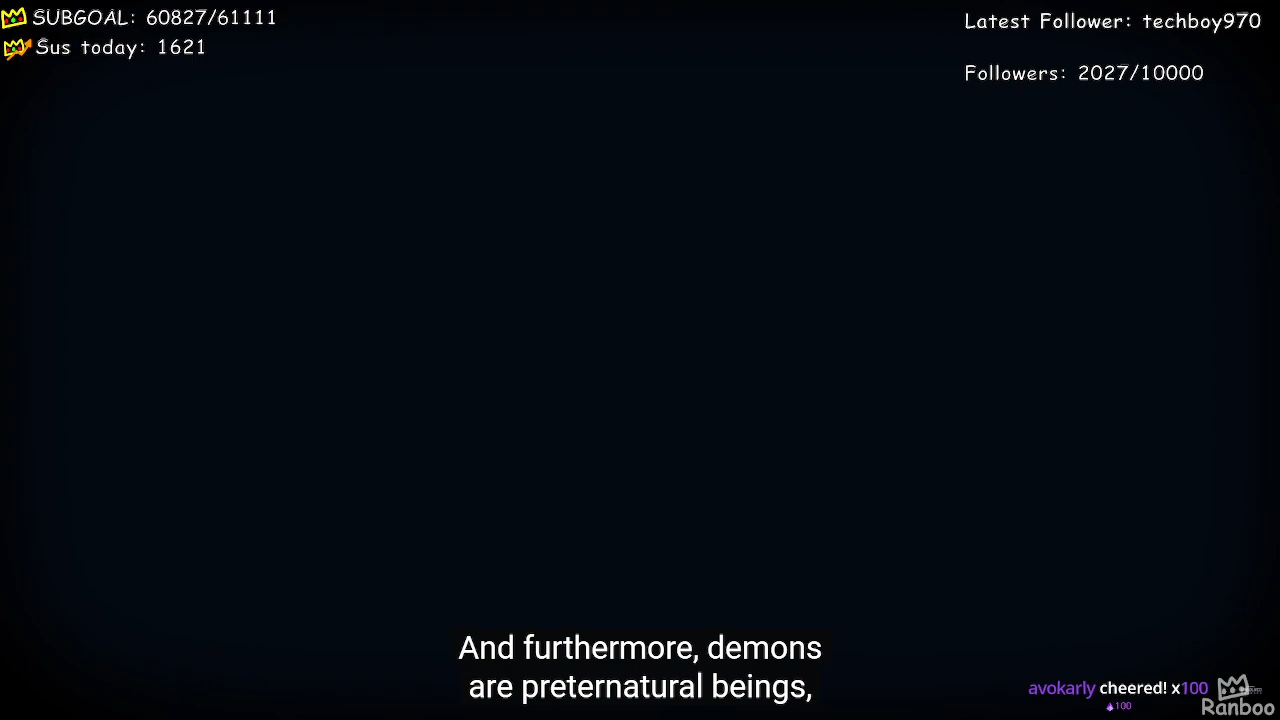 SUBGOAL: 60827/61111
Sus today: 1621
Latest Follower: techboy970
Followers: 2027/10000
And furthermore, demons
are preternatural beings,
avokarly cheered! x100
100
Ranboo